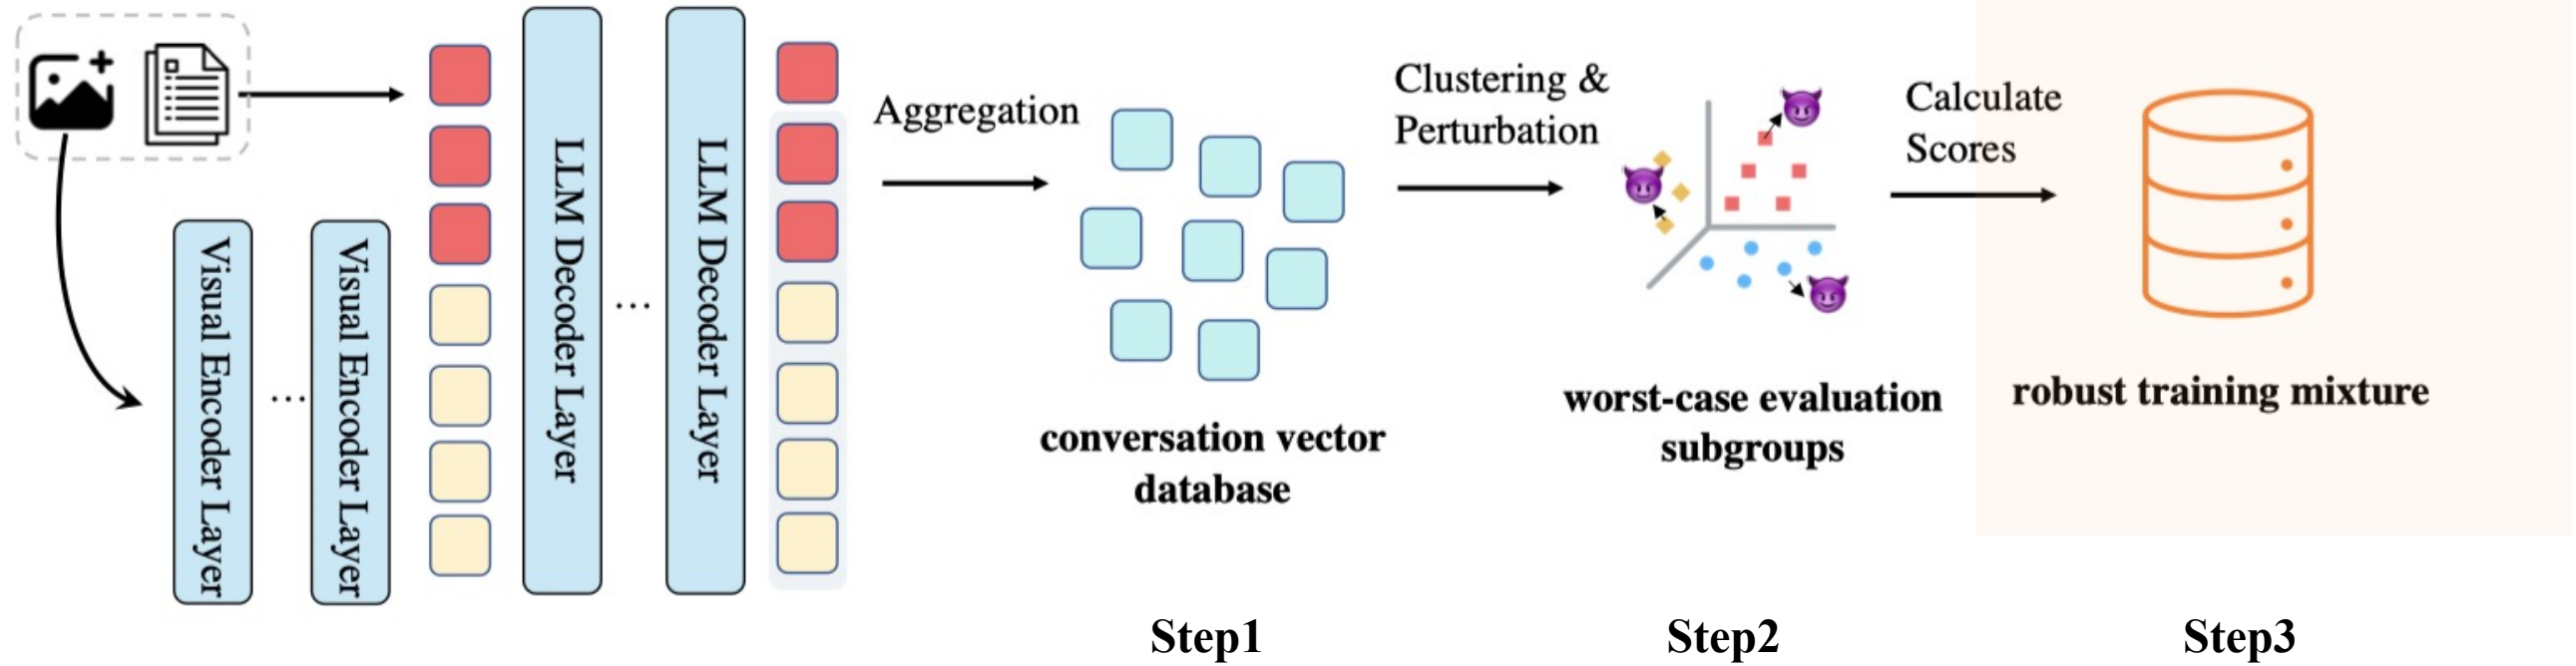 Visual Encoder Layer
...
Visual Encoder Layer
LLM Decoder Layer
...
LLM Decoder Layer
Aggregation
conversation vector
database
Clustering &
Perturbation
worst-case evaluation
subgroups
Calculate
Scores
robust training mixture
Step1
Step2
Step3